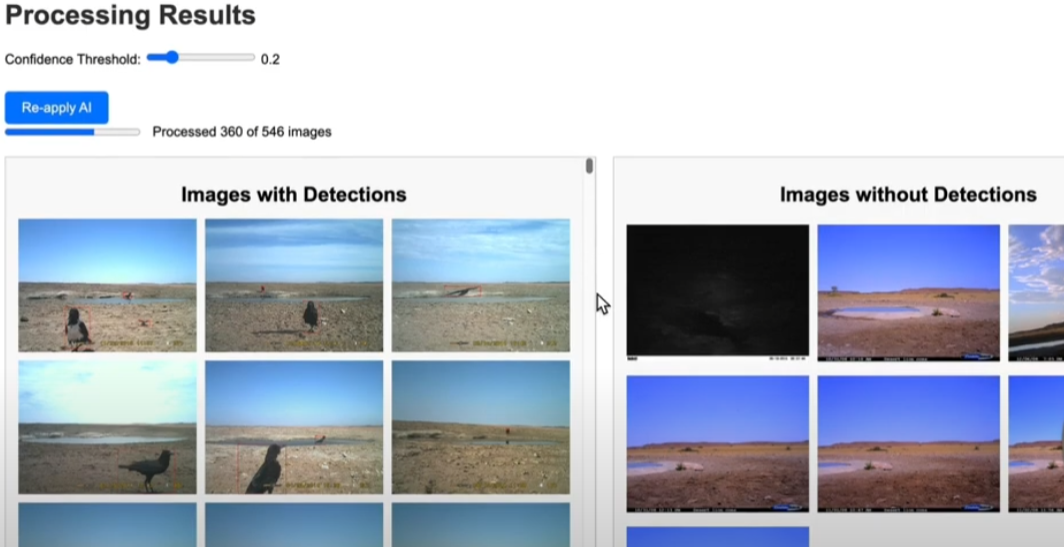 Processing Results
Confidence Threshold: 0.2
Re-apply AI
Processed 360 of 546 images
Images with Detections
Images without Detections